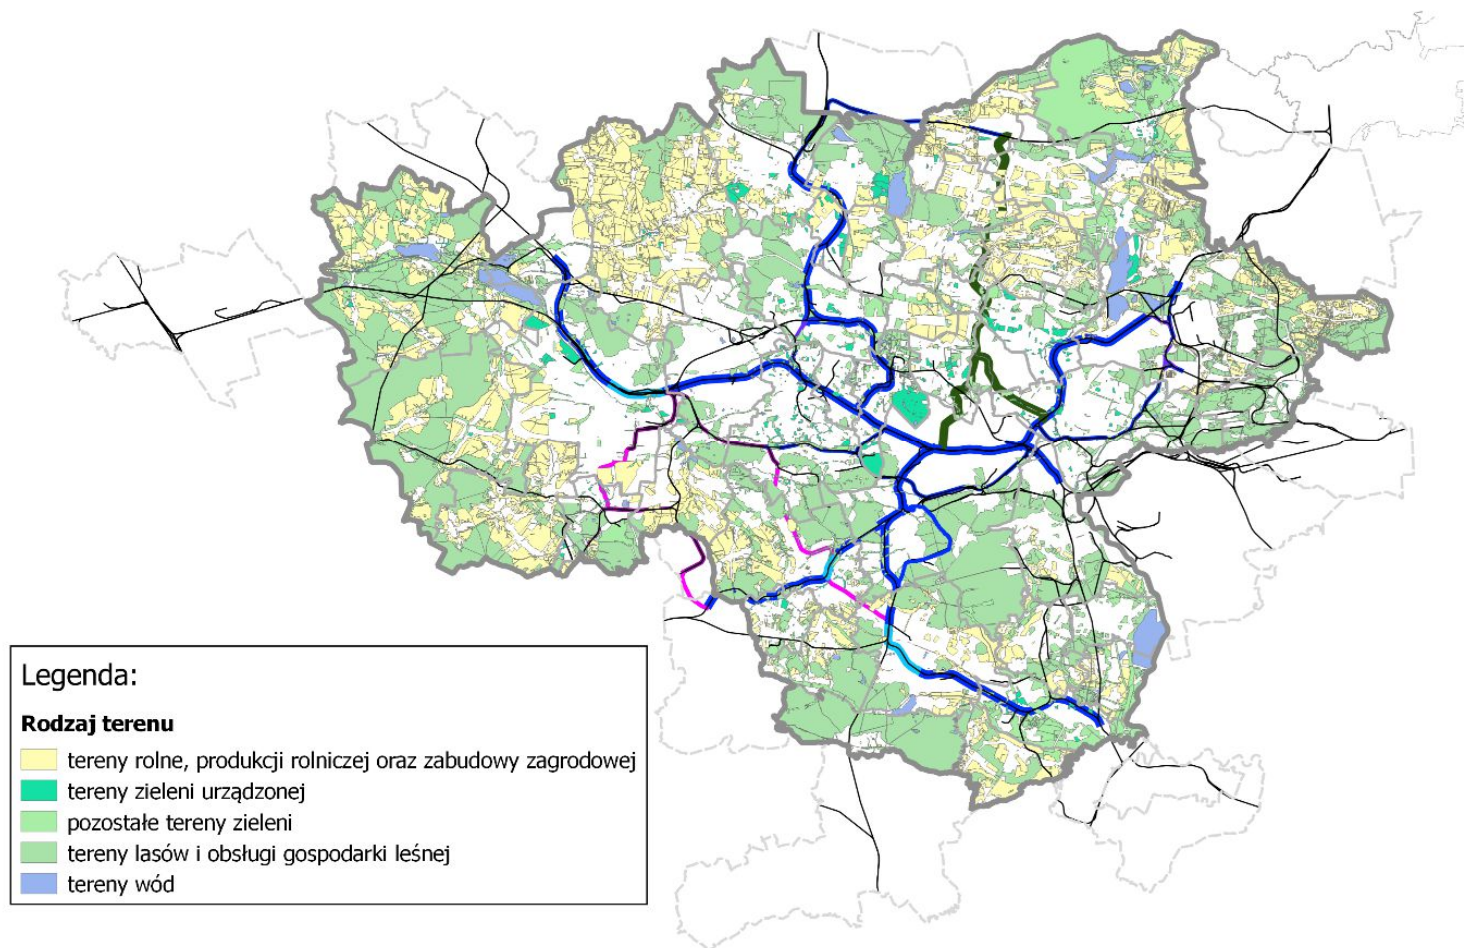 Legenda:
Rodzaj terenu
tereny rolne, produkcji rolniczej oraz zabudowy zagrodowej
tereny zieleni urządzonej
pozostałe tereny zieleni
tereny lasów i obsługi gospodarki leśnej
tereny wód